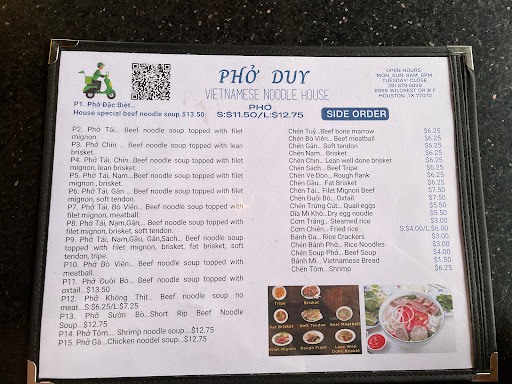 PHỞ DUY
VIETNAMESE NOODLE HOUSE
OPEN HOURS:
MON_SUN: 8AM_6PM
TUESDAY: CLOSE
HOUSTON ,TX 77072
PHỞ
S:$11.50/L:$12.75
P1. Phở Đặc Biệt...
House special beef noodle soup.$13.50
P2. Phở Tái... Beef noodle soup topped with filet
mignon.
P3. Phở Chín ... Beef noodle soup topped with lean
brisket.
P4. Phở Tái, Chín..Beef noodle soup topped with filet
mignon, lean brisket.
P5. Phở Tái, Nạm...Beef noodle soup topped with filet
mignon , brisket.
P6. Phở Tái, Gân ... Beef noodle soup topped with filet
mignon, soft tendon.
P7. Phở Tái, Bò Viên... Beef noodle soup topped with
filet mignon, meatball.
P8. Phở Tái, Nạm,Gân,... Beef noodle soup topped with
filet mignon, brisket, soft tendon.
P9. Phở Tái, Nạm,Gầu, Gân,Sách... Beef noodle soup
topped with filet mignon, brisket, fat brisket, soft
tendon, tripe.
P10. Phở Bò Viên... Beef noodle soup topped with
meatball.
P11. Phở Đuôi Bò... Beef noodle soup topped with
oxtail...$13.50
P12. Phở Không Thịt... Beef noodle soup no
meat...S:$6.25/L:$7.25
P13. Phở Sườn Bò...Short Rip Beef Noodle
Soup...$13.75
P14. Phở Tôm.... Shrimp noodle soup...$12.75
P15. Phở Gà...Chicken noodel soup...$12.75
SIDE ORDER
Chén Tuỷ...Beef bone marrow $6.25
Chén Bò Viên... Beef meatball $6.25
Chén Gân... Soft tendon $6.25
Chén Nạm... Brisket $6.25
Chén Chín... Lean well done brisket $6.25
Chén Sách... Beef Tripe $6.25
Chén Vè Dòn... Rough flank $6.25
Chén Gầu... Fat Brisket $6.25
Chén Tái... Filet Mignon Beef $6.50
Chén Đuôi Bò... Oxtail $7.50
Chén Trứng Cút... Quail eggs $5.50
Dĩa Mì Khô...Dry egg noodle $5.50
Cơm Trắng... Steamed rice $3.00
Cơm Chiên... Fried rice S:$4.00/L:$6.00
Bánh Đa... Rice Crackers $3.00
Chén Bánh Phở... Rice Noodles $3.00
Chén Soup Phở... Beef Soup $4.00
Bánh Mì... Vietnamese Bread $1.50
Chén Tôm...Shrimp $6.25
Tripe
Brisket
Fat Brisket
Soft Tendon
Beef Meatball
Filet Mignon
Rough Flank
Lean Well
Done Brisket